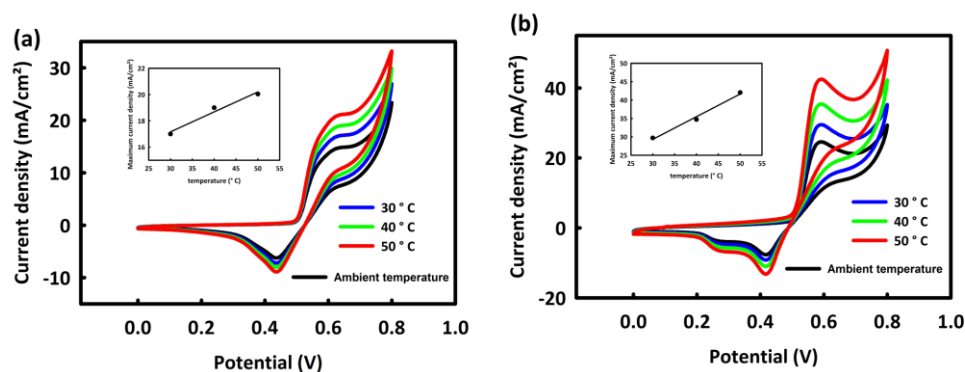 (a)
Current density (mA/cm²)
30
20
10
0
-10
0.0 0.2 0.4 0.6 0.8 1.0
Potential (V)
Maximum current density (mA/cm²)
22
20
18
16
25 30 35 40 45 50 55
temperature (° C)
30 ° C
40 ° C
50 ° C
Ambient temperature
(b)
Current density (mA/cm²)
40
20
0
-20
0.0 0.2 0.4 0.6 0.8 1.0
Potential (V)
Maximum current density (mA/cm²)
50
45
40
35
30
25
25 30 35 40 45 50 55
temperature (° C)
30 ° C
40 ° C
50 ° C
Ambient temperature